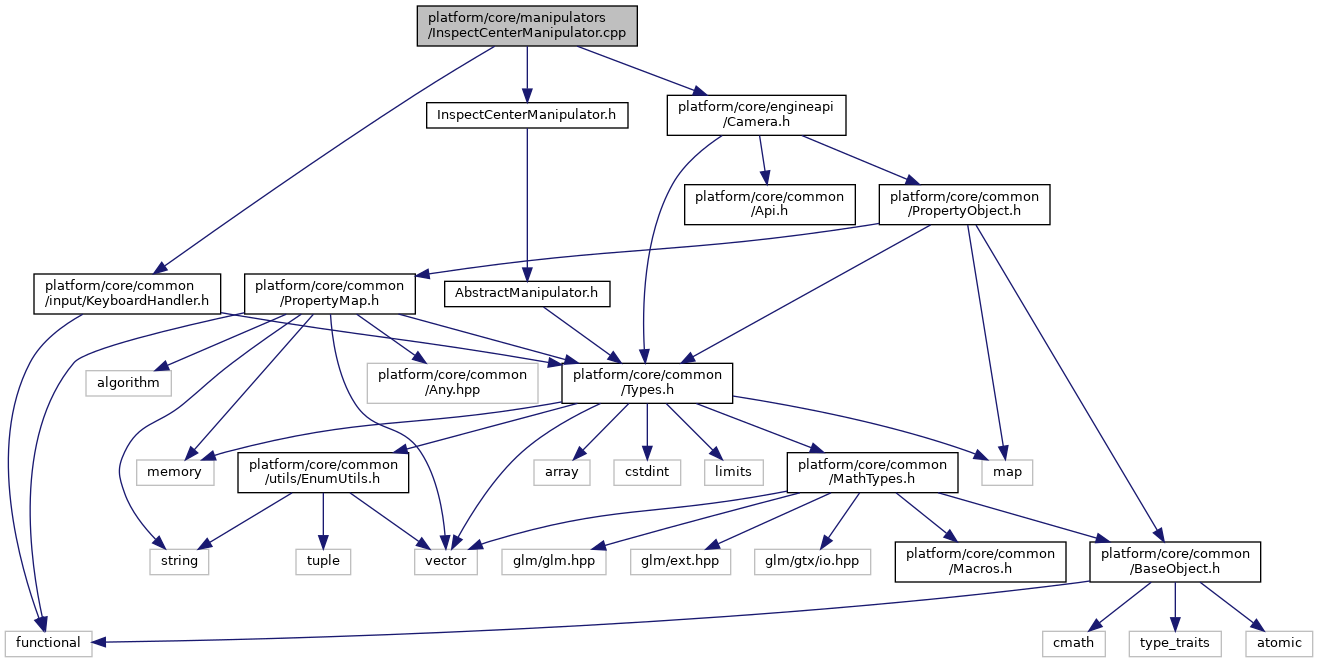 platform/core/manipulators
/InspectCenterManipulator.cpp
InspectCenterManipulator.h
platform/core/engineapi
/Camera.h
platform/core/common
/Api.h
platform/core/common
/PropertyObject.h
platform/core/common
/input/KeyboardHandler.h
platform/core/common
/PropertyMap.h
AbstractManipulator.h
algorithm
platform/core/common
/Any.hpp
platform/core/common
/Types.h
memory
platform/core/common
/utils/EnumUtils.h
array
cstdint
limits
platform/core/common
/MathTypes.h
map
string
tuple
vector
glm/glm.hpp
glm/ext.hpp
glm/gtx/io.hpp
platform/core/common
/Macros.h
platform/core/common
/BaseObject.h
functional
cmath
type_traits
atomic